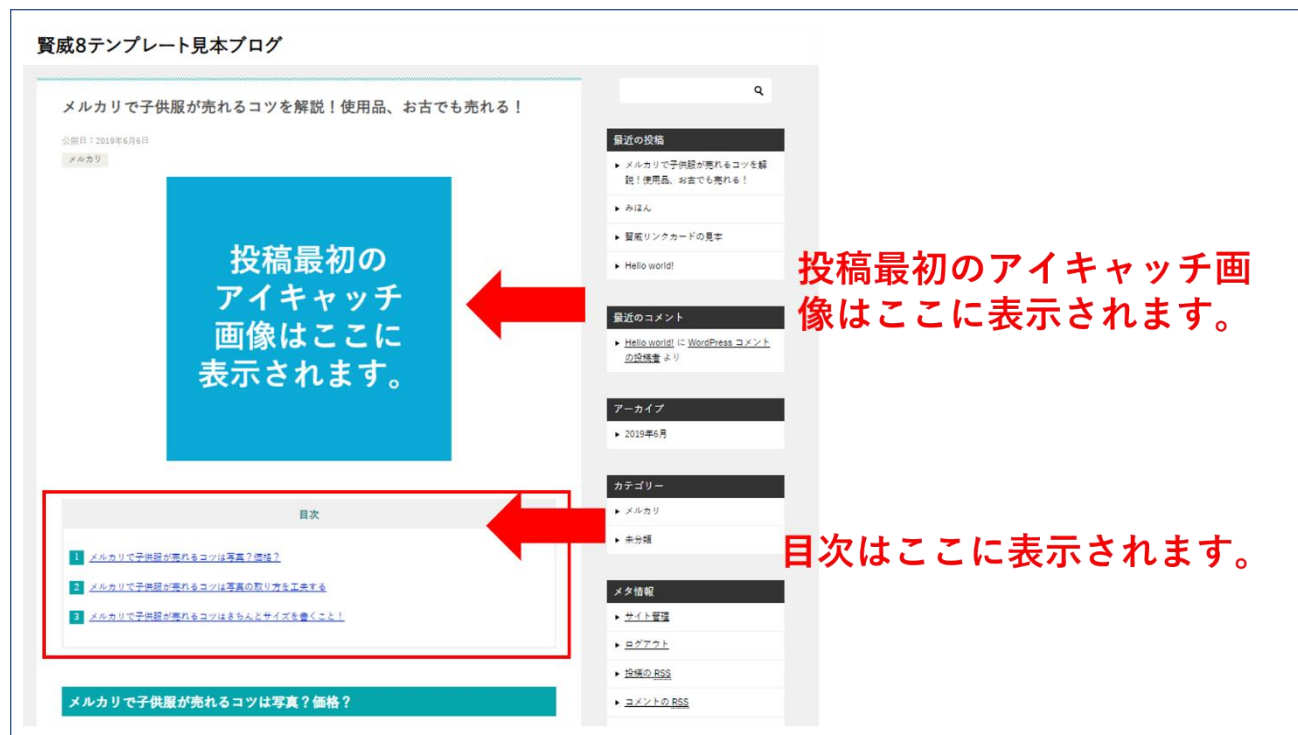 賢威8テンプレート見本ブログ
メルカリで子供服が売れるコツを解説！使用品、お古でも売れる！
公開日：2019年6月6日
メルカリ
投稿最初の
アイキャッチ
画像はここに
表示されます。
目次
1 メルカリで子供服が売れるコツは写真？価格？
2 メルカリで子供服が売れるコツは写真の取り方を工夫する
3 メルカリで子供服が売れるコツはきちんとサイズを書くこと！
メルカリで子供服が売れるコツは写真？価格？
最近の投稿
メルカリで子供服が売れるコツを解
説！使用品、お古でも売れる！
みほん
賢威リンクカードの見本
Hello world!
最近のコメント
Hello world! に WordPress コメント
の投稿者 より
アーカイブ
2019年6月
カテゴリー
メルカリ
未分類
メタ情報
サイト管理
ログアウト
投稿の RSS
コメントの RSS
投稿最初のアイキャッチ画
像はここに表示されます。
目次はここに表示されます。